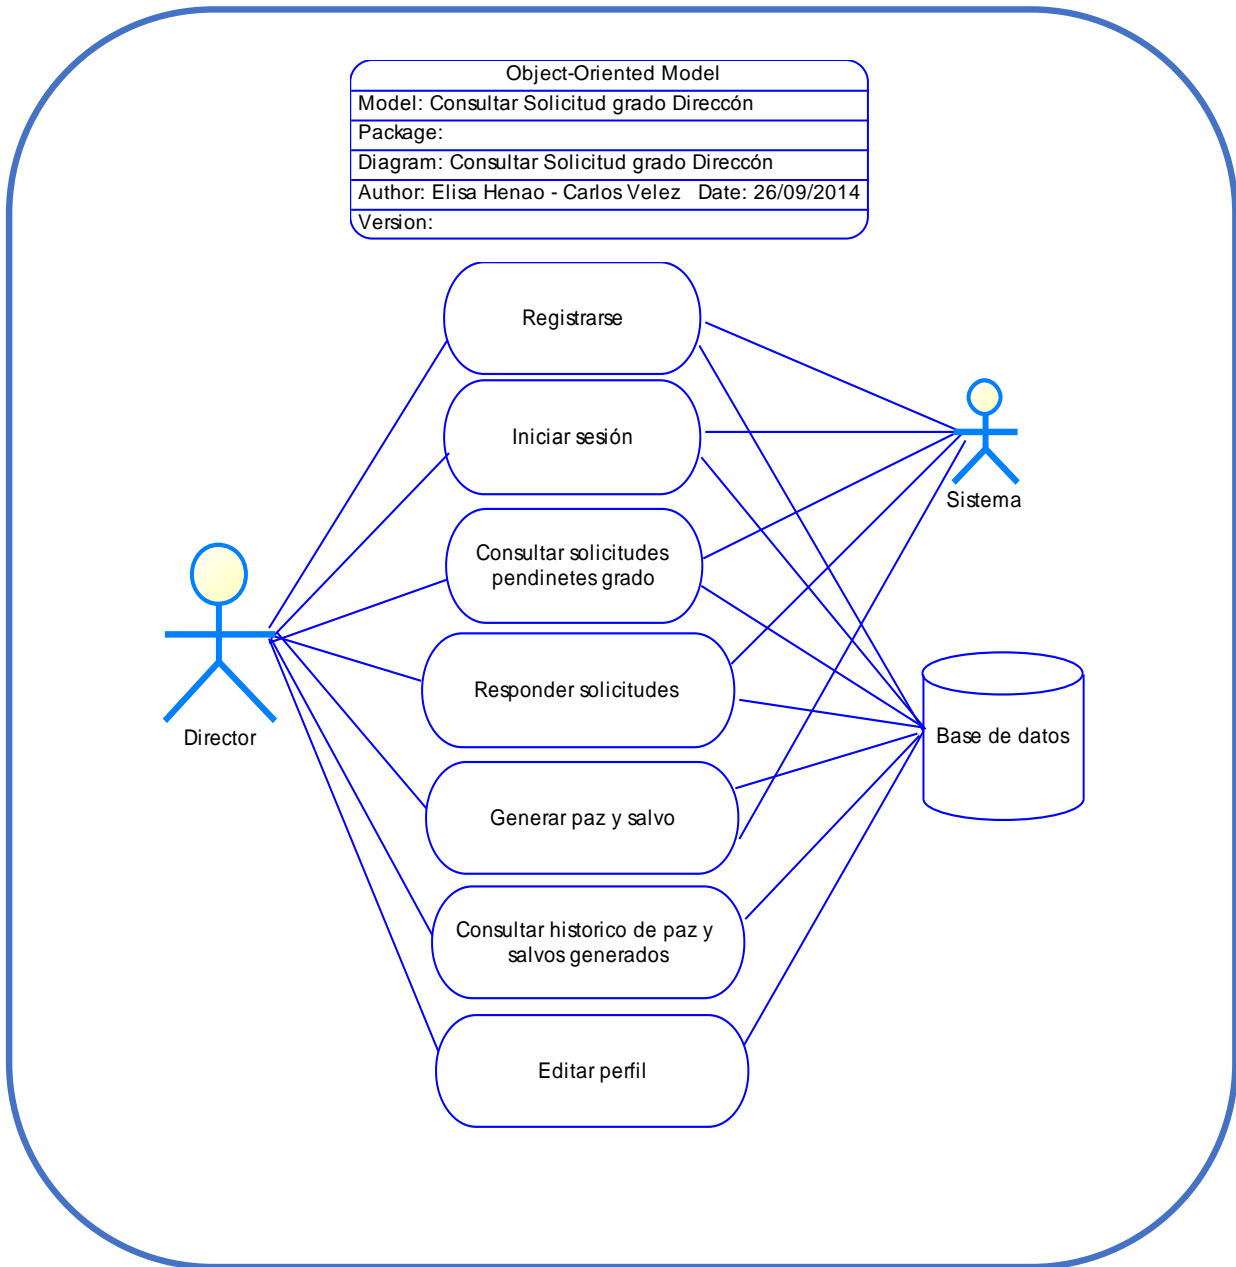 Object-Oriented Model
Model: Consultar Solicitud grado Direccón
Package:
Diagram: Consultar Solicitud grado Direccón
Author: Elisa Henao - Carlos Velez   Date: 26/09/2014
Version:
Registrarse
Iniciar sesión
Sistema
Consultar solicitudes
pendinetes grado
Responder solicitudes
Director
Base de datos
Generar paz y salvo
Consultar historico de paz y
salvos generados
Editar perfil